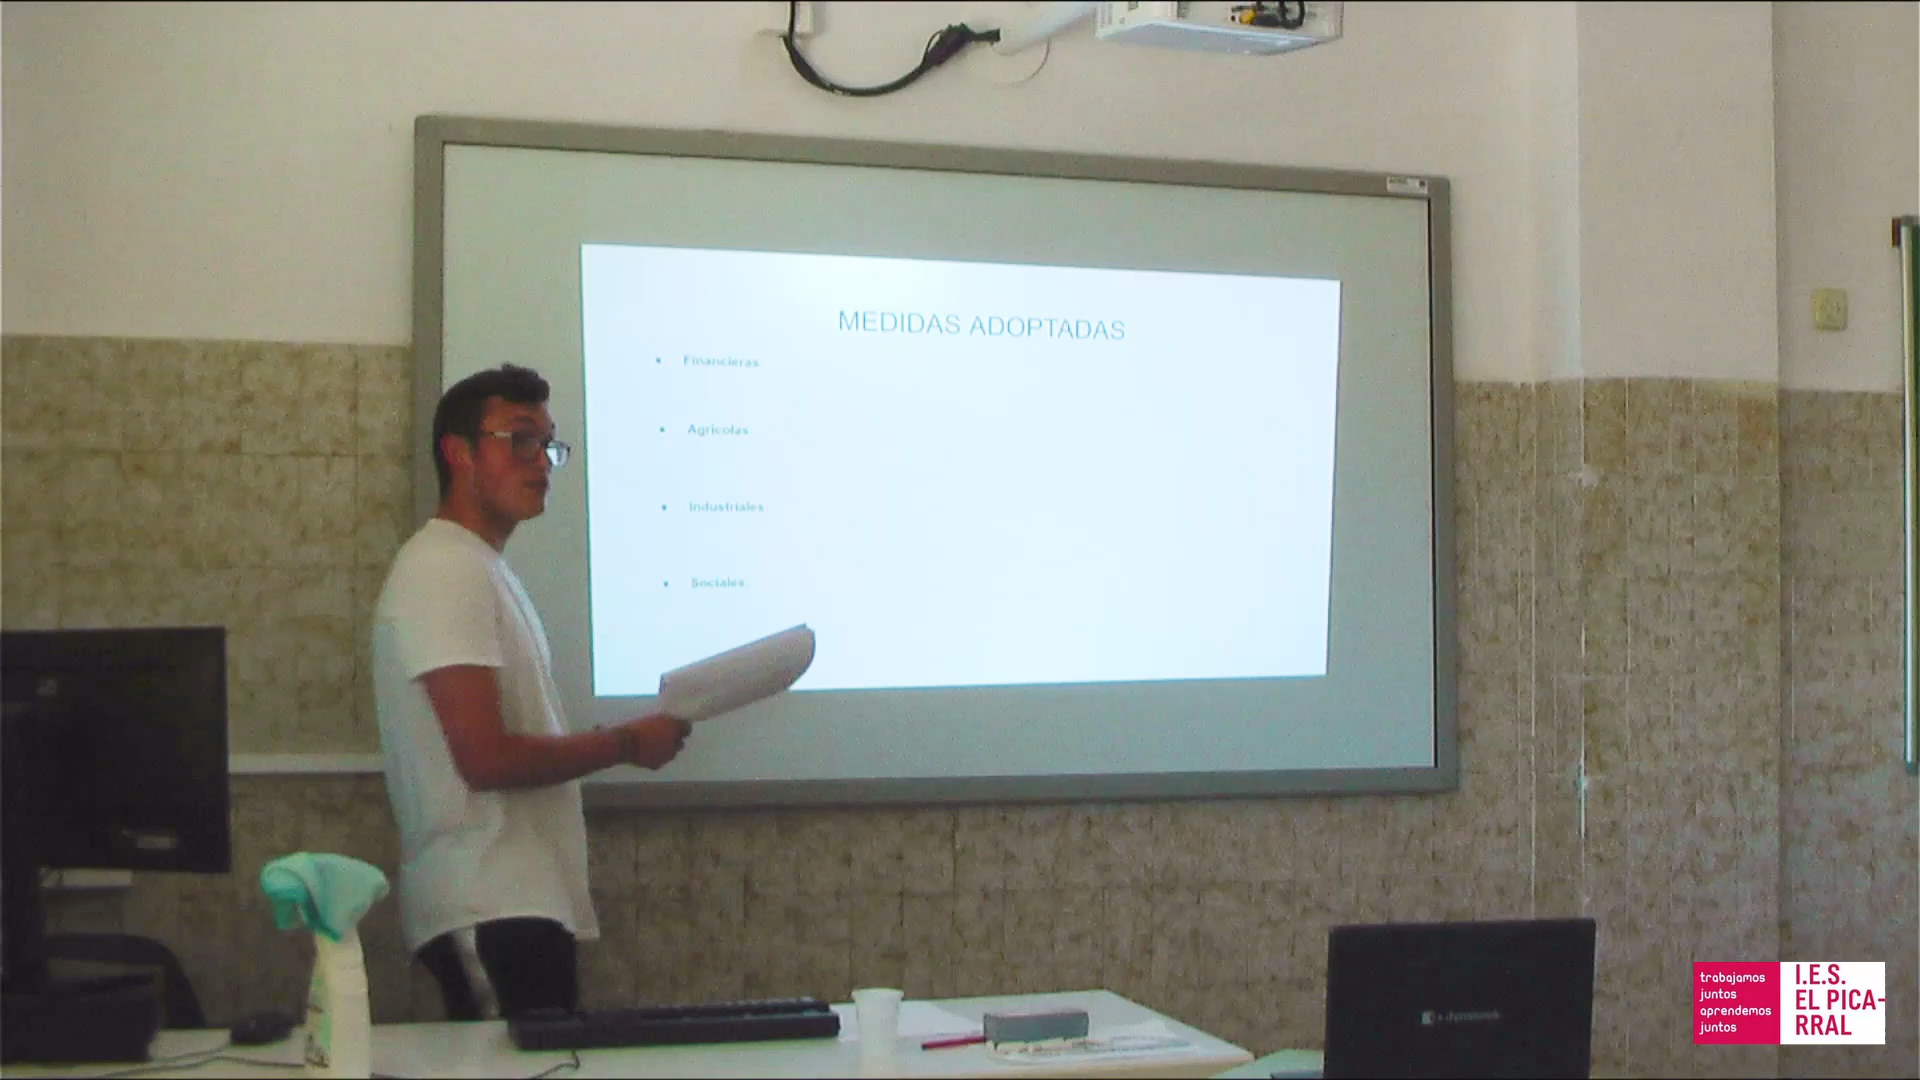 MEDIDAS ADOPTADAS
• Financieras
• Agrícolas
• Industriales
• Sociales:
trabajamos
juntos
aprendemos
juntos
I.E.S.
EL PICA-
RRAL